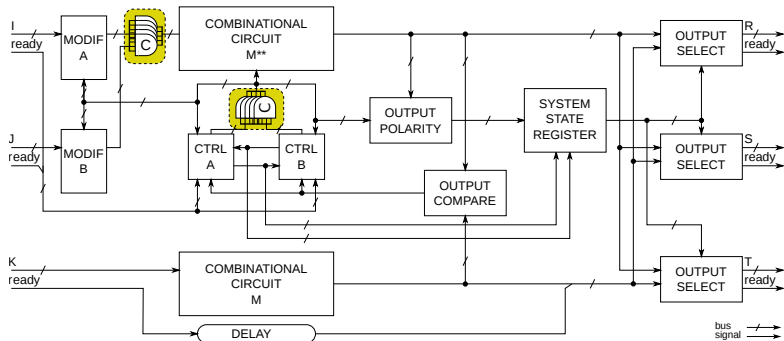 I
ready
MODIF
A
C
COMBINATIONAL
CIRCUIT
M**
OUTPUT
SELECT
R
ready
C
OUTPUT
POLARITY
SYSTEM
STATE
REGISTER
J
ready
MODIF
B
CTRL
A
CTRL
B
OUTPUT
SELECT
S
ready
OUTPUT
COMPARE
K
ready
COMBINATIONAL
CIRCUIT
M
OUTPUT
SELECT
T
ready
DELAY
bus
signal